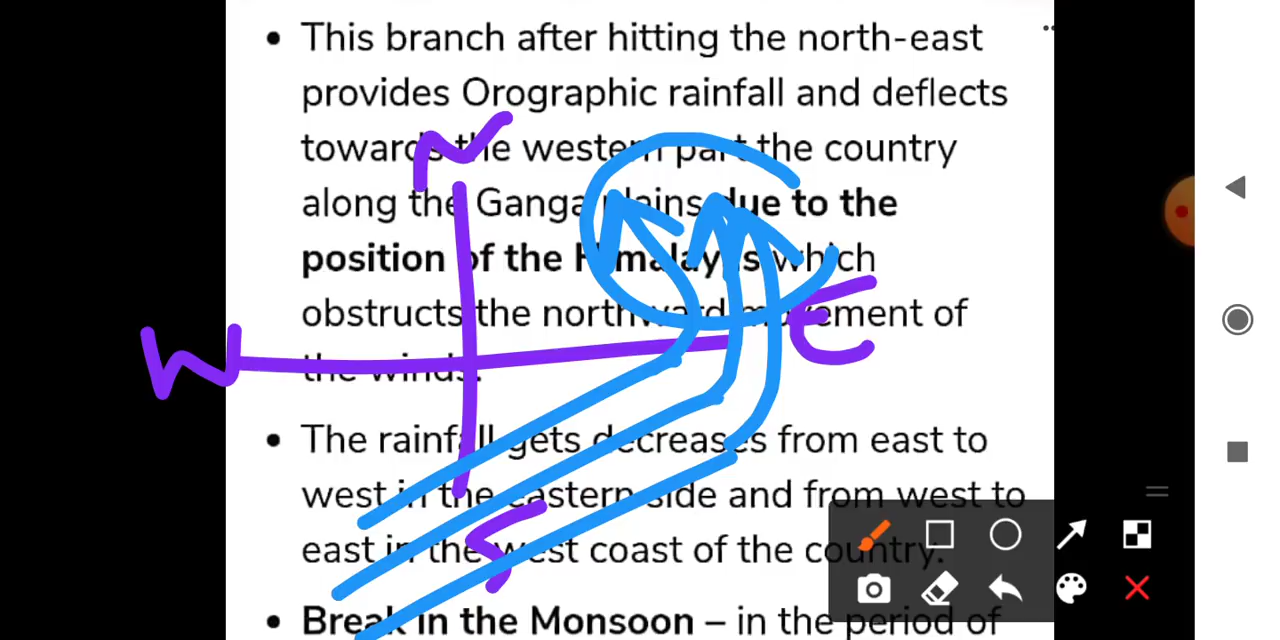 • This branch after hitting the north-east
provides Orographic rainfall and deflects
towards the western part the country
along the Ganga plains due to the
position of the Himalayas which
obstructs the northward movement of
the winds.
• The rainfall gets decreases from east to
west in the eastern side and from west to
east in the west coast of the country.
• Break in the Monsoon – in the period of
N
W
E
S